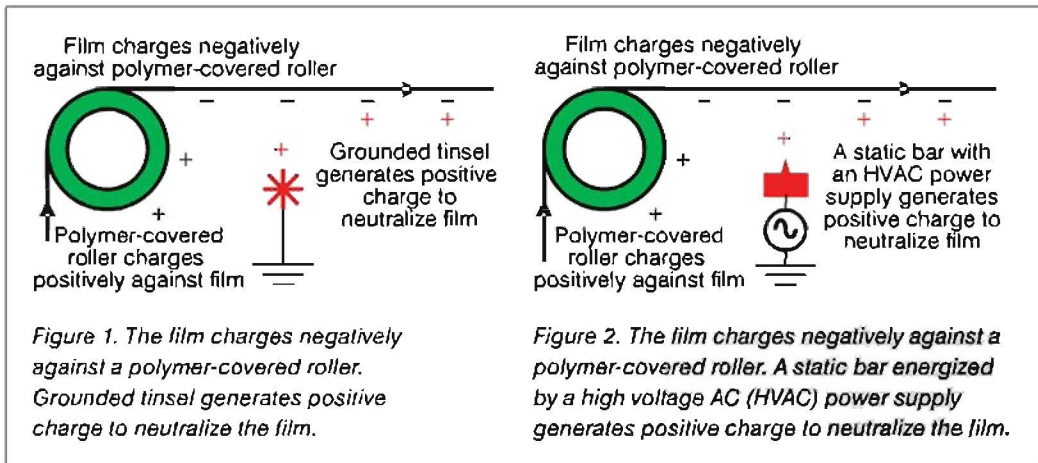 Film charges negatively
against polymer-covered roller
− − − −
+ +
+
+
Grounded tinsel
generates positive
charge to
neutralize film
+
Polymer-covered
roller charges
positively against film
Figure 1. The film charges negatively
against a polymer-covered roller.
Grounded tinsel generates positive
charge to neutralize the film.
Film charges negatively
against polymer-covered roller
− − − −
+ +
+
+
A static bar with
an HVAC power
supply generates
positive charge to
neutralize film
+
Polymer-covered
roller charges
positively against film
Figure 2. The film charges negatively against a
polymer-covered roller. A static bar energized
by a high voltage AC (HVAC) power supply
generates positive charge to neutralize the film.